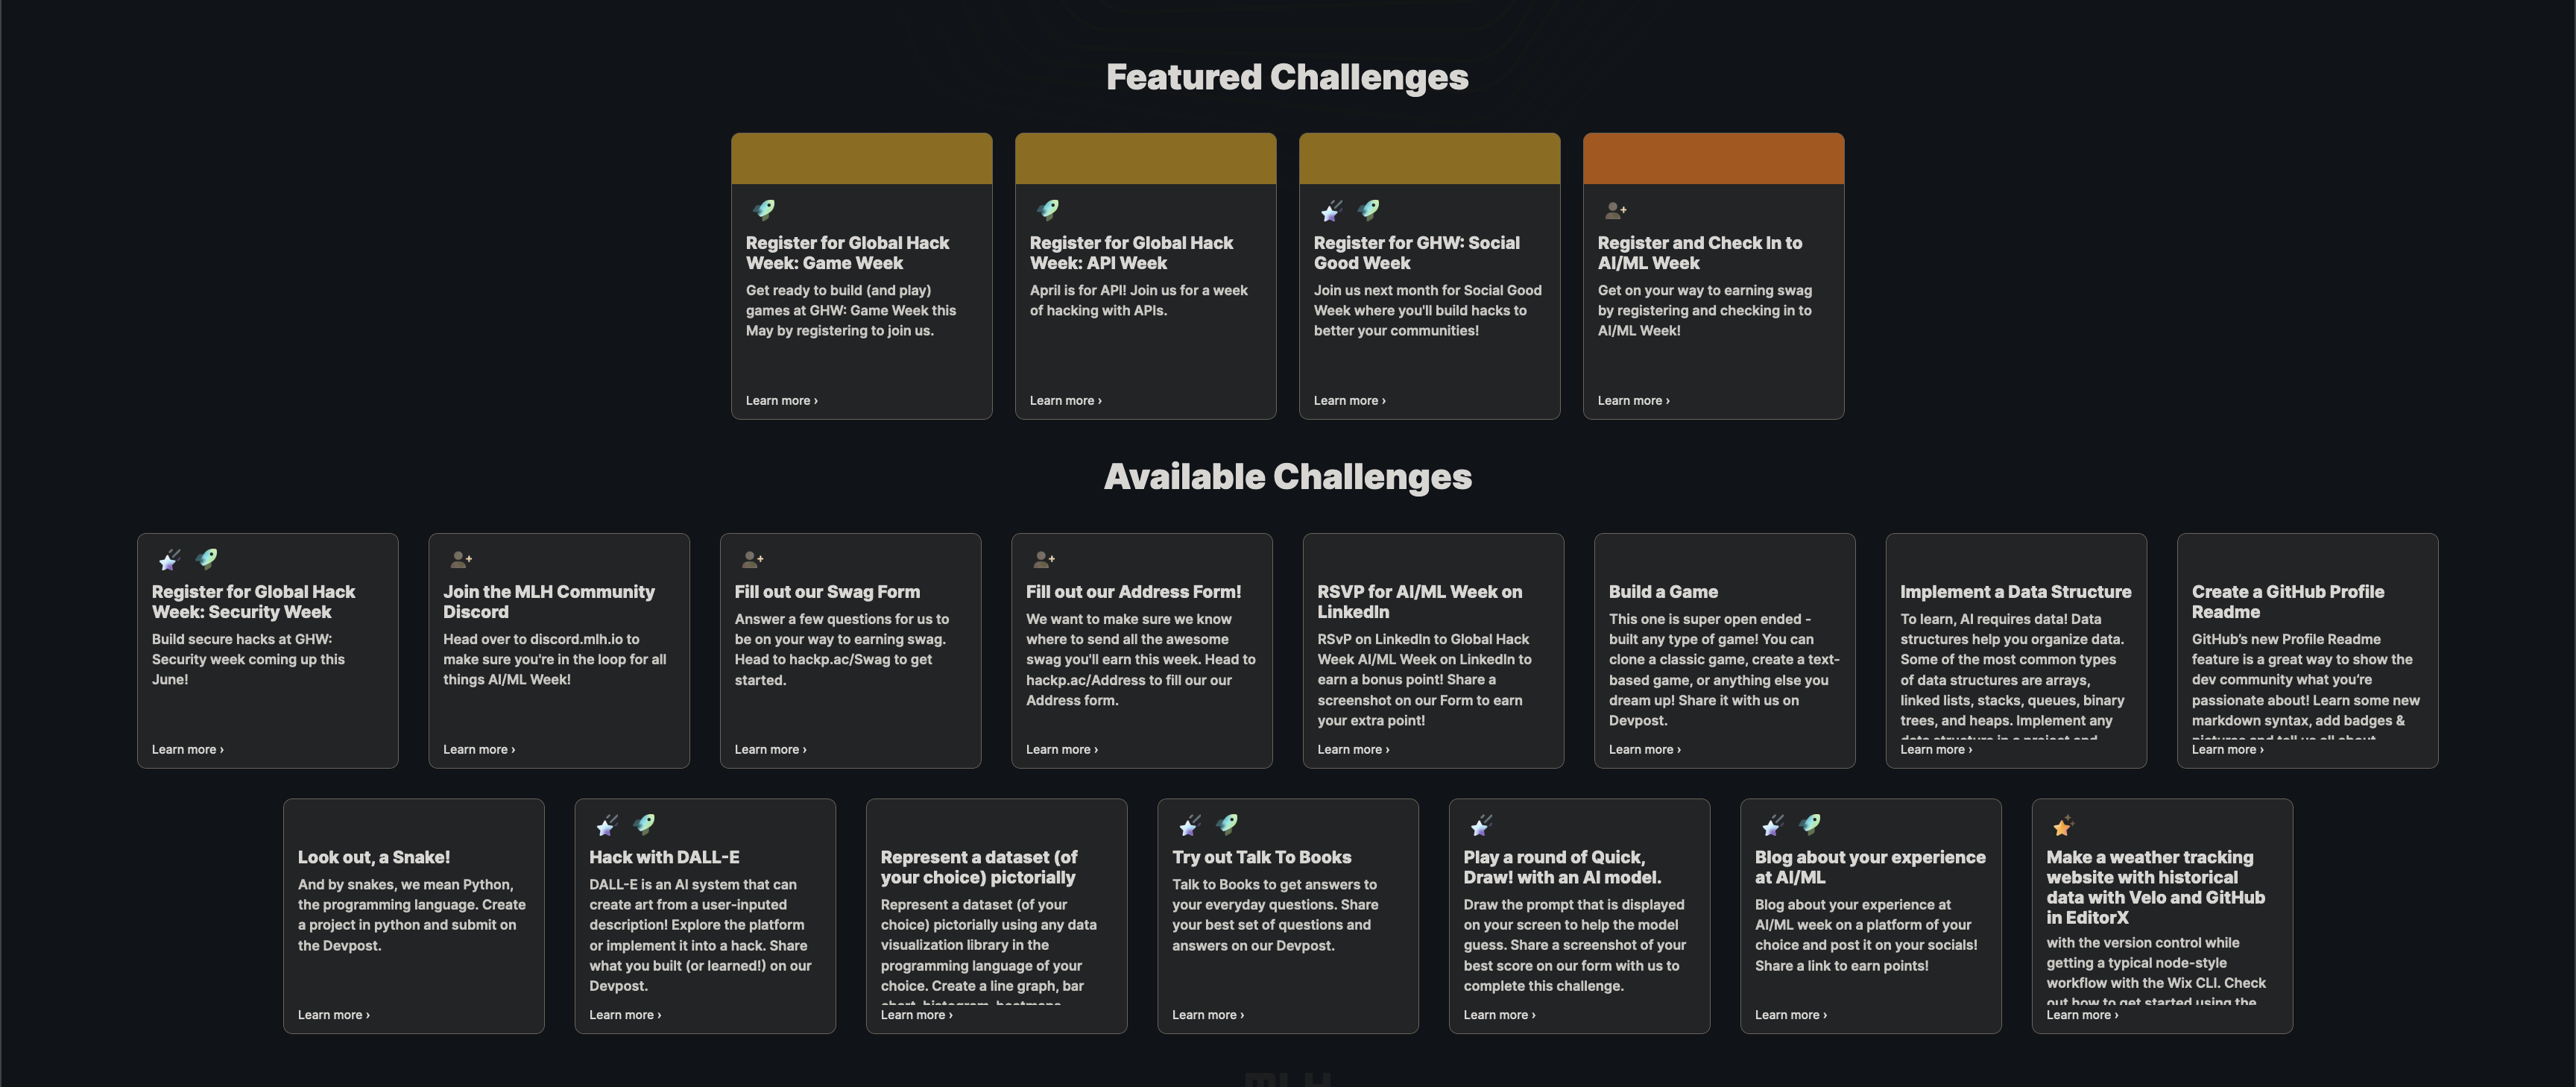 Featured Challenges
Register for Global Hack
Week: Game Week
Get ready to build (and play)
games at GHW: Game Week this
May by registering to join us.
Learn more ›
Register for Global Hack
Week: API Week
April is for API! Join us for a week
of hacking with APIs.
Learn more ›
Register for GHW: Social
Good Week
Join us next month for Social Good
Week where you'll build hacks to
better your communities!
Learn more ›
Register and Check In to
AI/ML Week
Get on your way to earning swag
by registering and checking in to
AI/ML Week!
Learn more ›
Available Challenges
Register for Global Hack
Week: Security Week
Build secure hacks at GHW:
Security week coming up this
June!
Learn more ›
Join the MLH Community
Discord
Head over to discord.mlh.io to
make sure you're in the loop for all
things AI/ML Week!
Learn more ›
Fill out our Swag Form
Answer a few questions for us to
be on your way to earning swag.
Head to hackp.ac/Swag to get
started.
Learn more ›
Fill out our Address Form!
We want to make sure we know
where to send all the awesome
swag you'll earn this week. Head to
hackp.ac/Address to fill our our
Address form.
Learn more ›
RSVP for AI/ML Week on
LinkedIn
RSvP on LinkedIn to Global Hack
Week AI/ML Week on LinkedIn to
earn a bonus point! Share a
screenshot on our Form to earn
your extra point!
Learn more ›
Build a Game
This one is super open ended -
built any type of game! You can
clone a classic game, create a text-
based game, or anything else you
dream up! Share it with us on
Devpost.
Learn more ›
Implement a Data Structure
To learn, AI requires data! Data
structures help you organize data.
Some of the most common types
of data structures are arrays,
linked lists, stacks, queues, binary
trees, and heaps. Implement any
data structure in a project and
Learn more ›
Create a GitHub Profile
Readme
GitHub’s new Profile Readme
feature is a great way to show the
dev community what you’re
passionate about! Learn some new
markdown syntax, add badges &
pictures and tell us all about
Learn more ›
Look out, a Snake!
And by snakes, we mean Python,
the programming language. Create
a project in python and submit on
the Devpost.
Learn more ›
Hack with DALL-E
DALL-E is an AI system that can
create art from a user-inputed
description! Explore the platform
or implement it into a hack. Share
what you built (or learned!) on our
Devpost.
Learn more ›
Represent a dataset (of
your choice) pictorially
Represent a dataset (of your
choice) pictorially using any data
visualization library in the
programming language of your
choice. Create a line graph, bar
chart, histogram, heatmaps,
Learn more ›
Try out Talk To Books
Talk to Books to get answers to
your everyday questions. Share
your best set of questions and
answers on our Devpost.
Learn more ›
Play a round of Quick,
Draw! with an AI model.
Draw the prompt that is displayed
on your screen to help the model
guess. Share a screenshot of your
best score on our form with us to
complete this challenge.
Learn more ›
Blog about your experience
at AI/ML
Blog about your experience at
AI/ML week on a platform of your
choice and post it on your socials!
Share a link to earn points!
Learn more ›
Make a weather tracking
website with historical
data with Velo and GitHub
in EditorX
with the version control while
getting a typical node-style
workflow with the Wix CLI. Check
out how to get started using the
Learn more ›
MLH